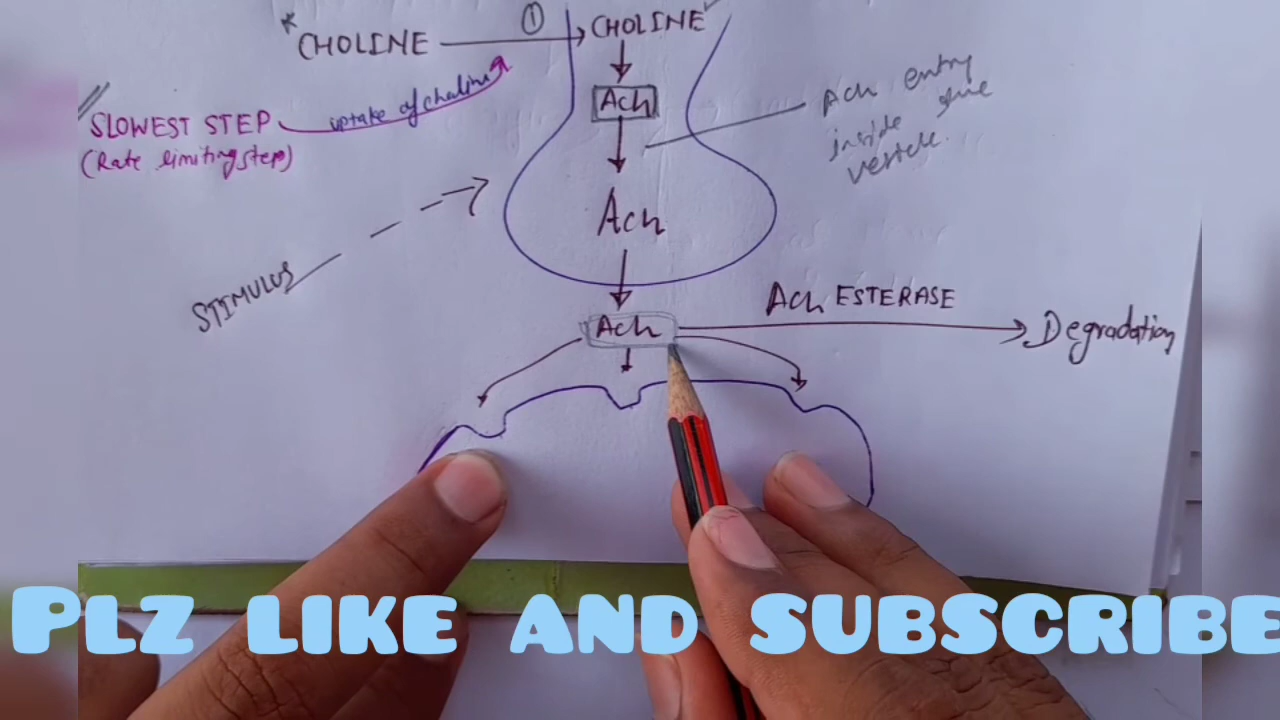 *CHOLINE
①
CHOLINE
SLOWEST STEP
(Rate limiting step)
uptake of choline
Ach
Ach entry
inside
vesicle.
STIMULUS
Ach
Ach ESTERASE
Ach
Degradation
PLZ LIKE AND SUBSCRIBE